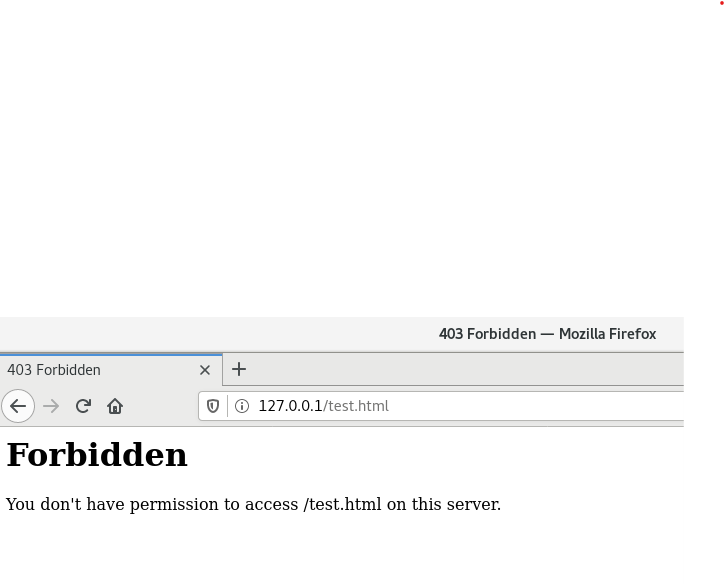 403 Forbidden — Mozilla Firefox
403 Forbidden
127.0.0.1/test.html
Forbidden
You don't have permission to access /test.html on this server.